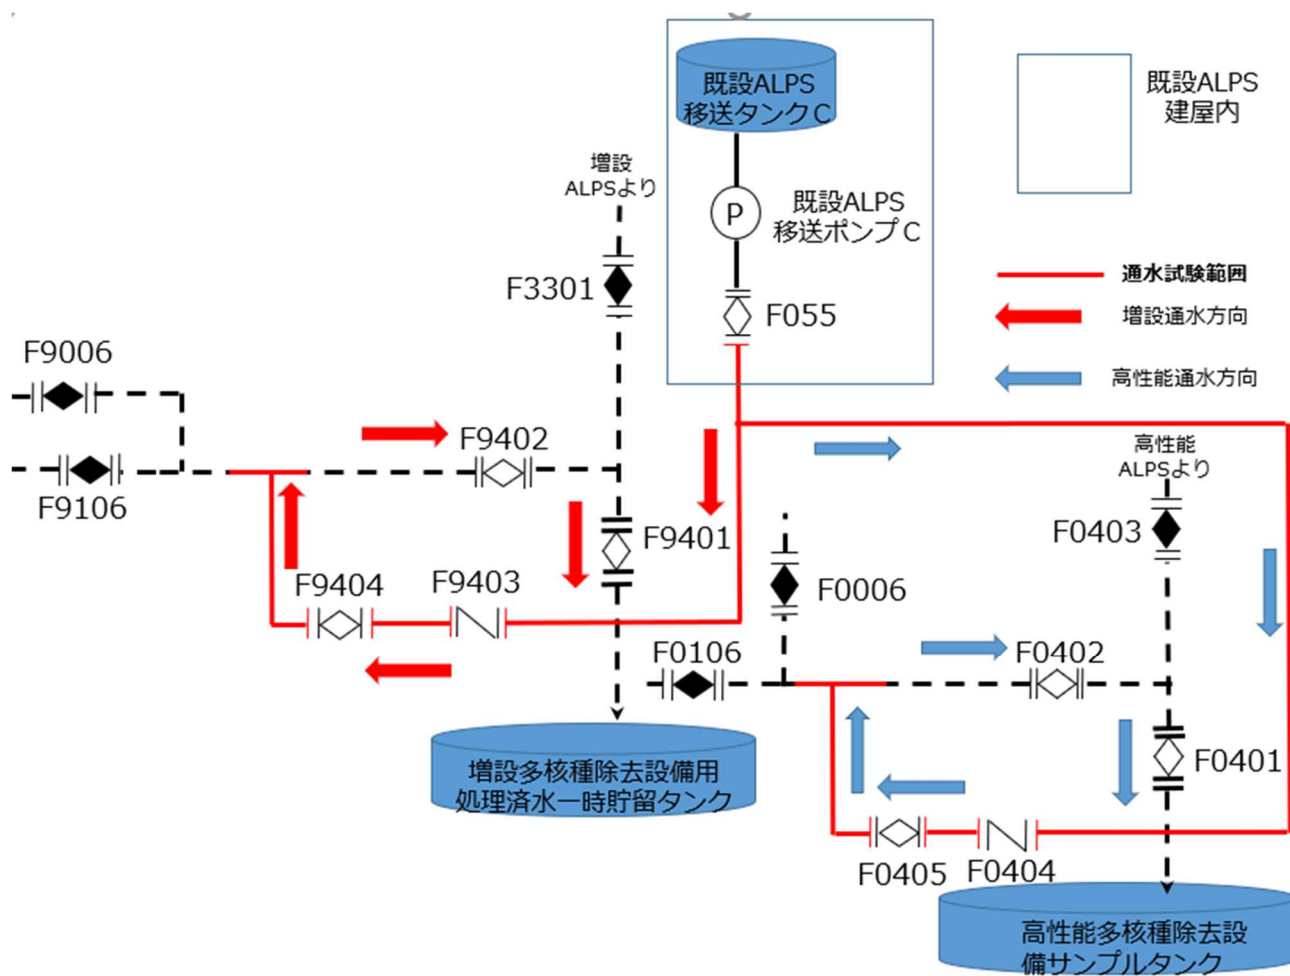 既設ALPS
移送タンクC
既設ALPS
建屋内
増設
ALPSより
P
既設ALPS
移送ポンプC
F3301
F055
通水試験範囲
増設通水方向
高性能通水方向
F9006
F9402
高性能
ALPSより
F9106
F9401
F0403
F9404
F9403
F0006
F0106
F0402
F0401
増設多核種除去設備用
処理済水一時貯留タンク
F0405
F0404
高性能多核種除去設
備サンプルタンク